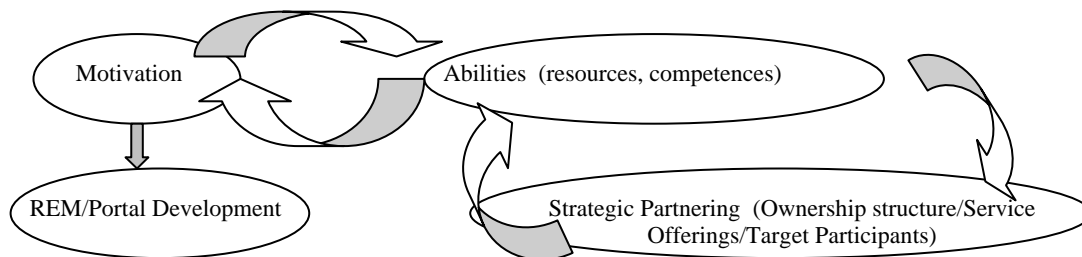 Motivation
Abilities (resources, competences)
REM/Portal Development
Strategic Partnering (Ownership structure/Service
Offerings/Target Participants)